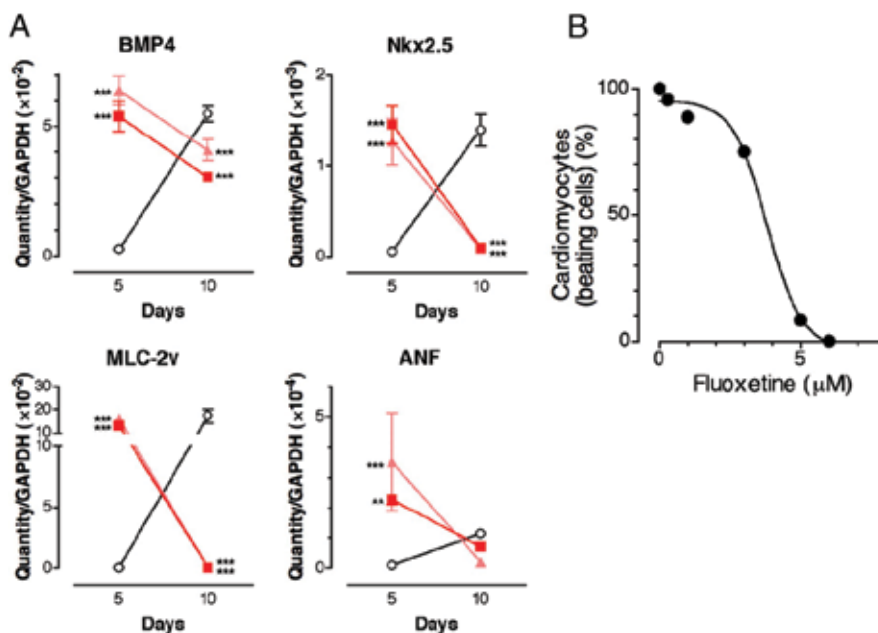 A
BMP4
Quantity/GAPDH (×10⁻²)
5
0
***
***
***
***
5 10
Days
Nkx2.5
Quantity/GAPDH (×10⁻³)
2
1
0
***
***
***
***
5 10
Days
B
Cardiomyocytes
(beating cells) (%)
100
50
0
0 5
Fluoxetine (μM)
MLC-2v
Quantity/GAPDH (×10⁻²)
30
20
10
10
5
0
***
***
***
***
5 10
Days
ANF
Quantity/GAPDH (×10⁻⁴)
5
0
***
**
5 10
Days